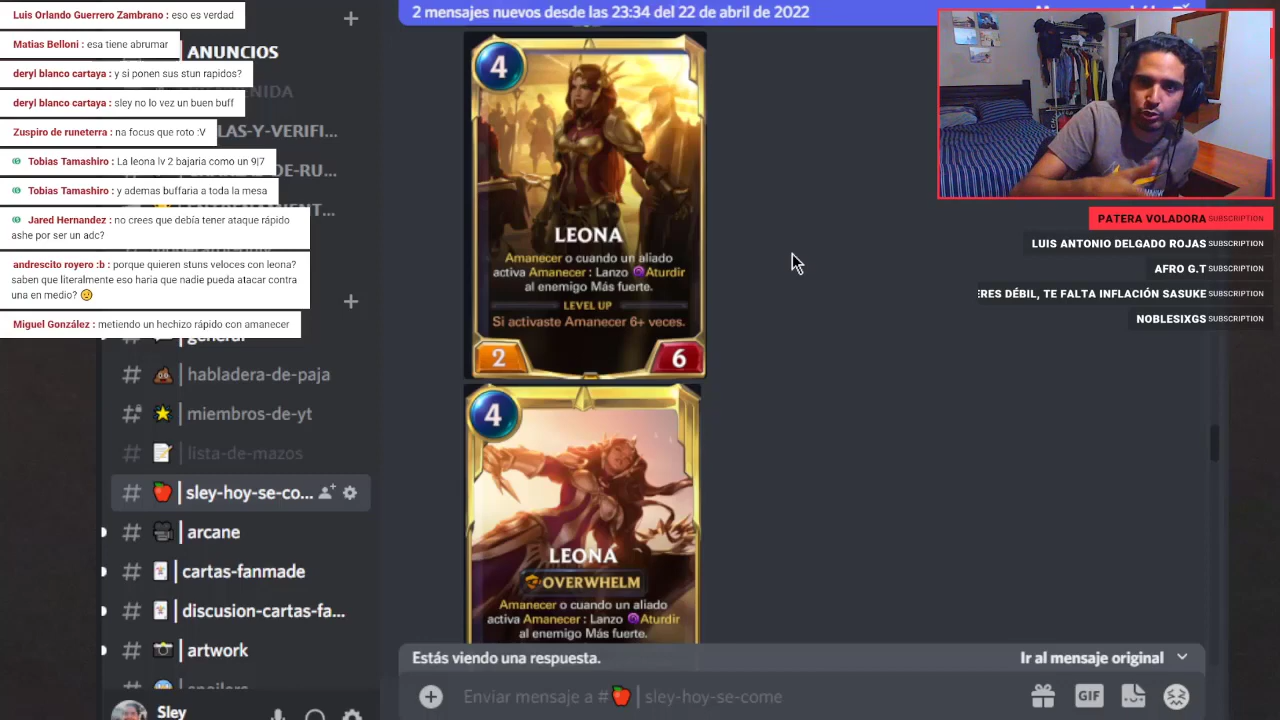 Luis Orlando Guerrero Zambrano : eso es verdad
Matias Belloni : esa tiene abrumar
deryl blanco cartaya : y si ponen sus stun rapidos?
deryl blanco cartaya : sley no lo vez un buen buff
Zuspiro de runeterra : na focus que roto :V
Tobias Tamashiro : La leona lv 2 bajaria como un 9|7
Tobias Tamashiro : y ademas buffaria a toda la mesa
Jared Hernandez : no crees que debía tener ataque rápido
ashe por ser un adc?
andrescito royero :b : porque quieren stuns veloces con leona?
saben que literalmente eso haria que nadie pueda atacar contra
una en medio? 😥
Miguel González : metiendo un hechizo rápido con amanecer
ANUNCIOS
LAS-Y-VERIFI...
DE-RU...
general
# 💩 | habladera-de-paja
# ⭐ | miembros-de-yt
# 📝 | lista-de-mazos
# 🍎 | sley-hoy-se-co...
# 🎥 | arcane
# 🃏 | cartas-fanmade
# 🃏 | discusion-cartas-fa...
# 📷 | artwork
Sley
2 mensajes nuevos desde las 23:34 del 22 de abril de 2022
4
LEONA
Amanecer o cuando un aliado
activa Amanecer : Lanzo Aturdir
al enemigo Más fuerte.
LEVEL UP
Si activaste Amanecer 6+ veces.
2
6
4
LEONA
OVERWHELM
Amanecer o cuando un aliado
activa Amanecer : Lanzo Aturdir
al enemigo Más fuerte.
Estás viendo una respuesta.
Ir al mensaje original
Enviar mensaje a #🍎 | sley-hoy-se-come
GIF
PATERA VOLADORA SUBSCRIPTION
LUIS ANTONIO DELGADO ROJAS SUBSCRIPTION
AFRO G.T SUBSCRIPTION
ERES DÉBIL, TE FALTA INFLACIÓN SASUKE SUBSCRIPTION
NOBLESIXGS SUBSCRIPTION